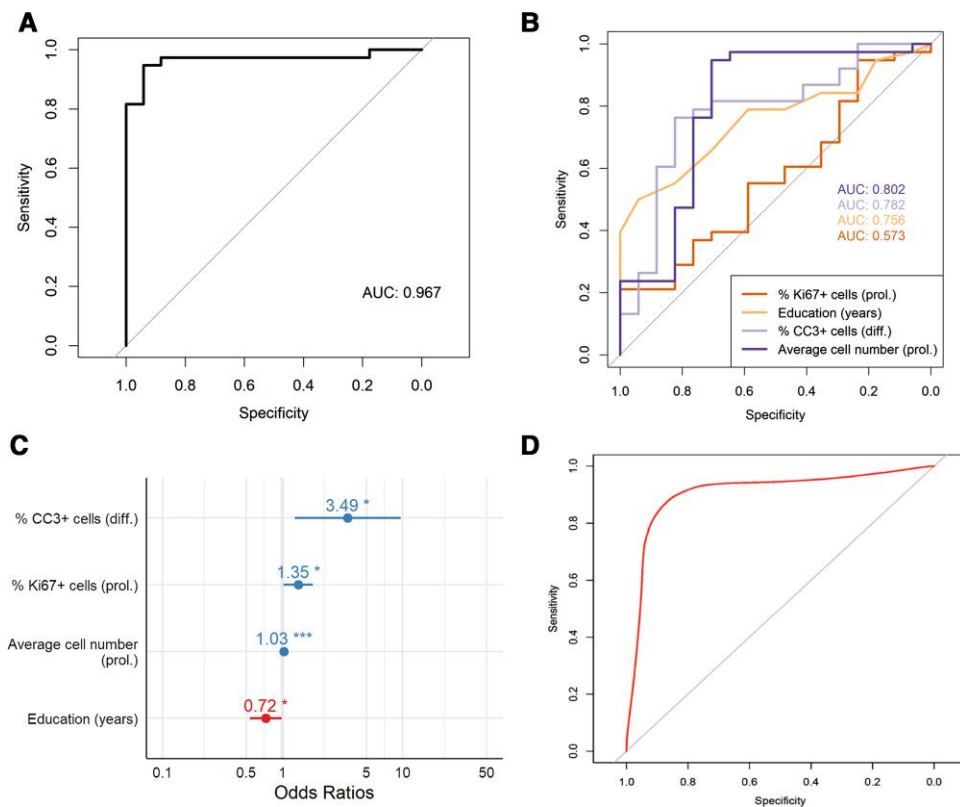 A
Sensitivity
0.0 0.2 0.4 0.6 0.8 1.0
AUC: 0.967
1.0 0.8 0.6 0.4 0.2 0.0
Specificity
B
Sensitivity
0.0 0.2 0.4 0.6 0.8 1.0
AUC: 0.802
AUC: 0.782
AUC: 0.756
AUC: 0.573
% Ki67+ cells (prol.)
Education (years)
% CC3+ cells (diff.)
Average cell number (prol.)
1.0 0.8 0.6 0.4 0.2 0.0
Specificity
C
% CC3+ cells (diff.)
3.49 *
% Ki67+ cells (prol.)
1.35 *
Average cell number
(prol.)
1.03 ***
Education (years)
0.72 *
0.1 0.5 1 5 10 50
Odds Ratios
D
Sensitivity
0.0 0.2 0.4 0.6 0.8 1.0
1.0 0.8 0.6 0.4 0.2 0.0
Specificity